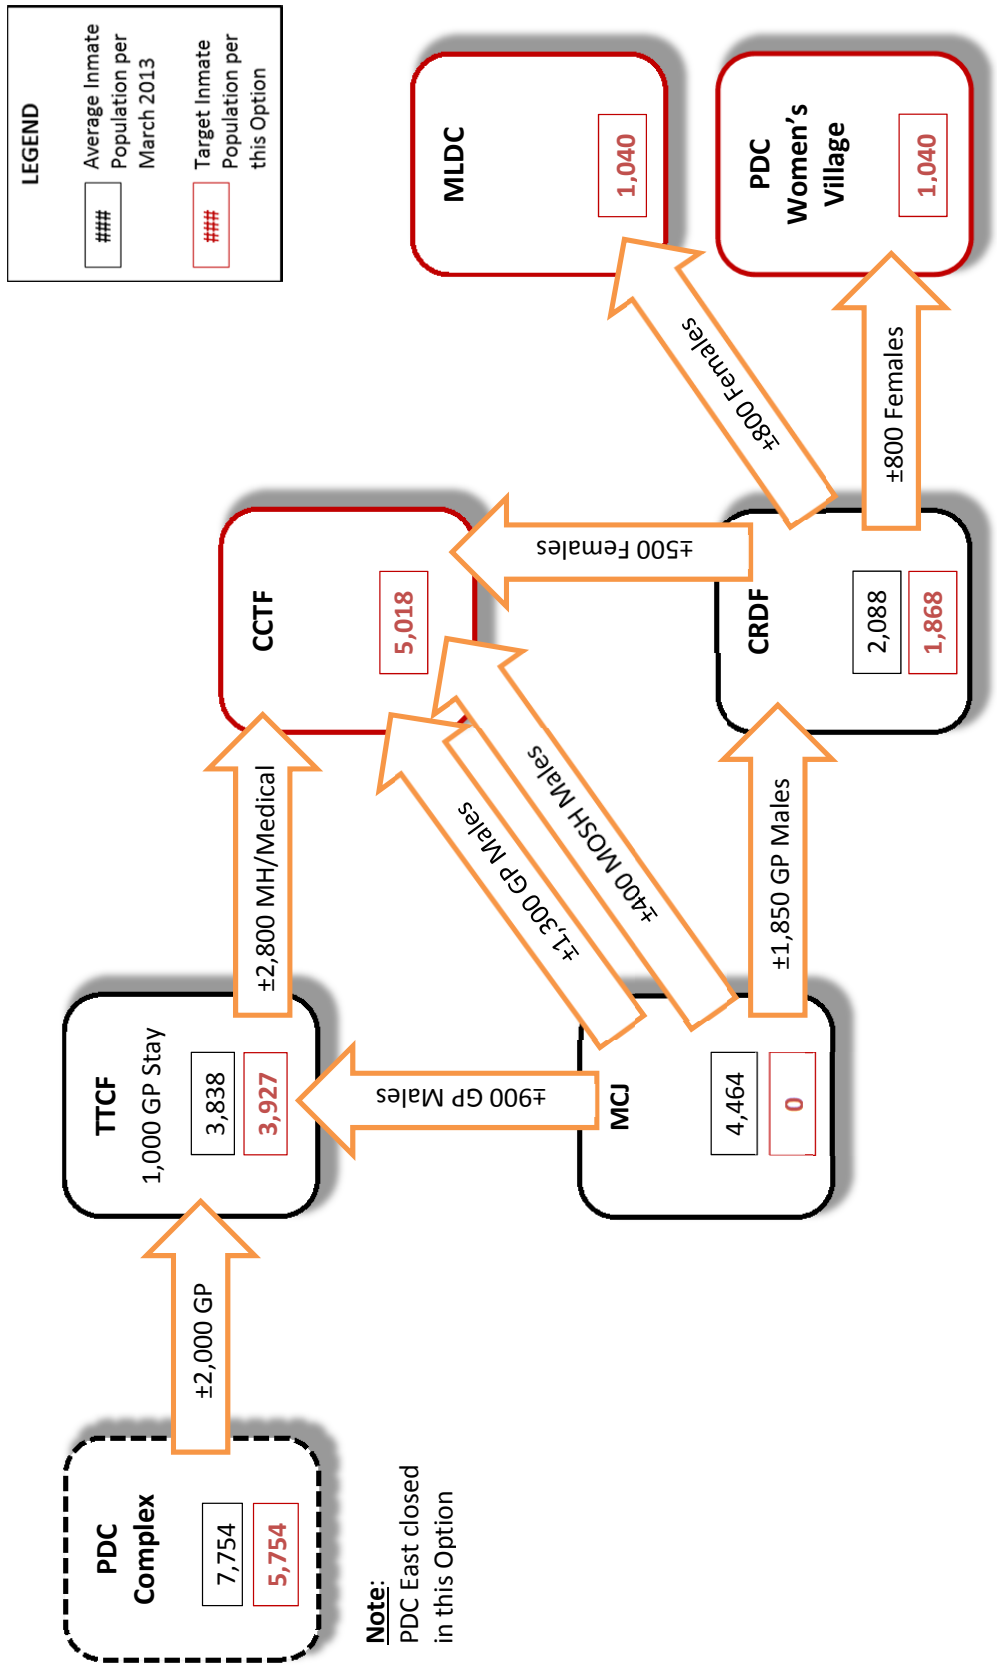 LEGEND
###
Average Inmate
Population per
March 2013
###
Target Inmate
Population per
this Option
PDC
Complex
7,754
5,754
±2,000 GP
Note:
PDC East closed
in this Option
TTCF
1,000 GP Stay
3,838
3,927
±2,800 MH/Medical
±900 GP Males
MCJ
4,464
0
±1,300 GP Males
±400 MOSH Males
±1,850 GP Males
CCTF
5,018
±500 Females
CRDF
2,088
1,868
±800 Females
±800 Females
MLDC
1,040
PDC
Women's
Village
1,040